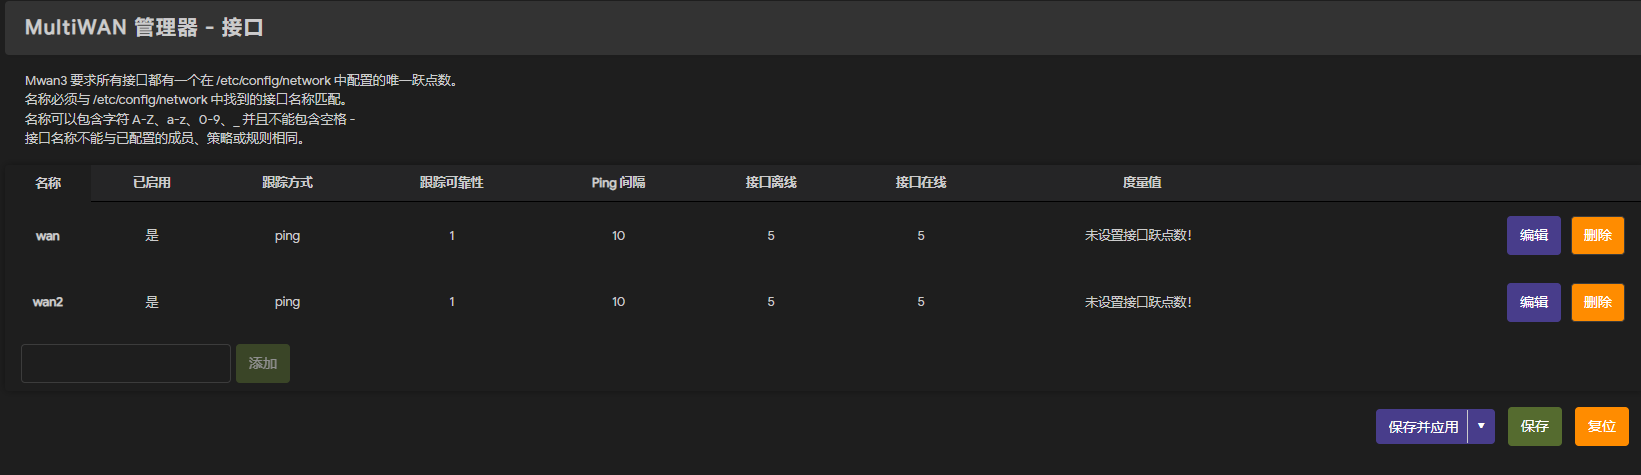 MultiWAN 管理器 - 接口
Mwan3 要求所有接口都有一个在 /etc/config/network 中配置的唯一跃点数。
名称必须与 /etc/config/network 中找到的接口名称匹配。
名称可以包含字符 A-Z、a-z、0-9、_ 并且不能包含空格 -
接口名称不能与已配置的成员、策略或规则相同。
名称 已启用 跟踪方式 跟踪可靠性 Ping 间隔 接口离线 接口在线 度量值
wan 是 ping 1 10 5 5 未设置接口跃点数! 编辑 删除
wan2 是 ping 1 10 5 5 未设置接口跃点数! 编辑 删除
添加
保存并应用 ▼ 保存 复位